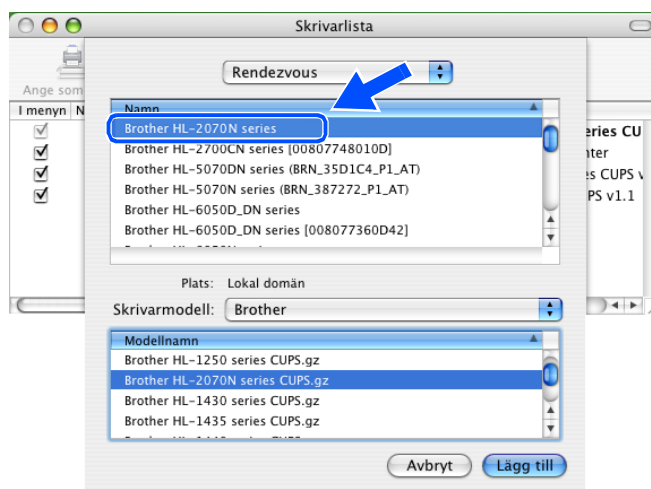 Skrivarlista
Rendezvous
Ange som
I menyn N
Namn
Brother HL-2070N series
Brother HL-2700CN series [00807748010D]
Brother HL-5070DN series (BRN_35D1C4_P1_AT)
Brother HL-5070N series (BRN_387272_P1_AT)
Brother HL-6050D_DN series
Brother HL-6050D_DN series [008077360D42]
eries CU
nter
es CUPS v
PS v1.1
Plats: Lokal domän
Skrivarmodell: Brother
Modellnamn
Brother HL-1250 series CUPS.gz
Brother HL-2070N series CUPS.gz
Brother HL-1430 series CUPS.gz
Brother HL-1435 series CUPS.gz
Avbryt Lägg till